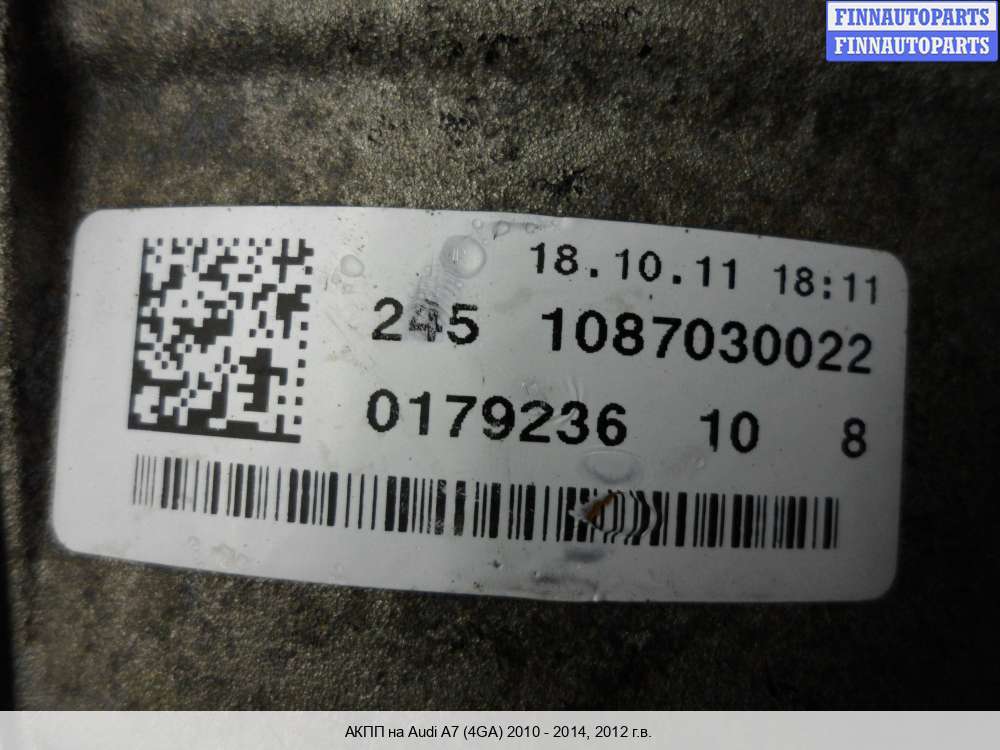 FINNAUTOPARTS
FINNAUTOPARTS
18.10.11 18:11
245 1087030022
0179236 10 8
АКПП на Audi A7 (4GA) 2010 - 2014, 2012 г.в.